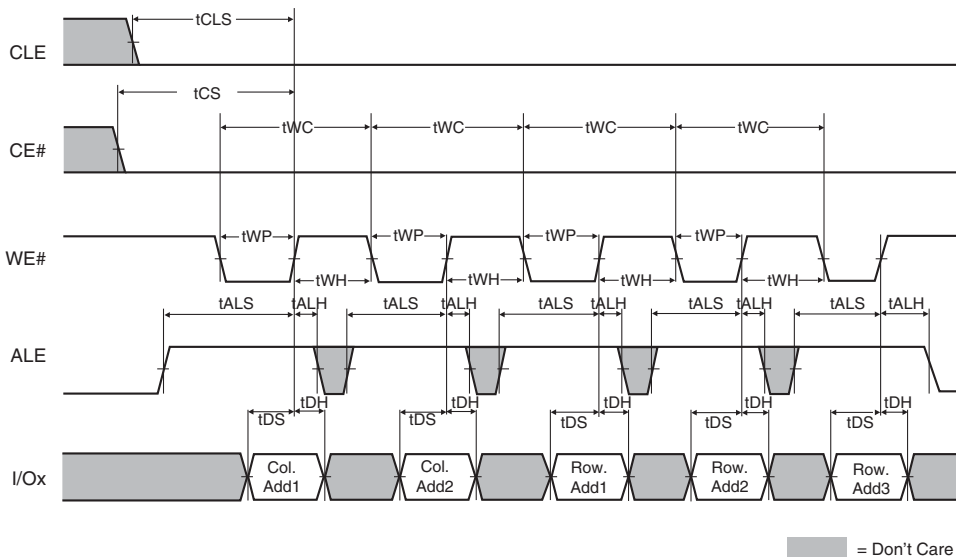 tCLS
CLE
tCS
tWC tWC tWC tWC
CE#
tWP tWP tWP tWP
WE#
tWH tWH tWH tWH
tALS tALH tALS tALH tALS tALH tALS tALH tALS tALH
ALE
tDH tDH tDH tDH tDH
tDS tDS tDS tDS tDS
I/Ox
Col. Add1
Col. Add2
Row. Add1
Row. Add2
Row. Add3
= Don't Care